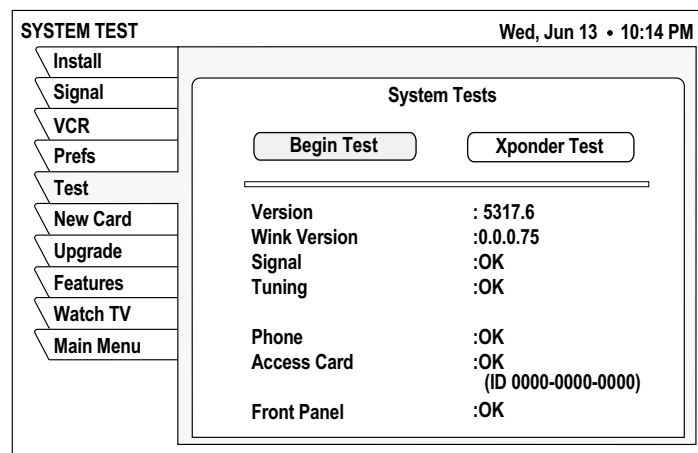 SYSTEM TEST Wed, Jun 13 • 10:14 PM
Install
Signal
VCR
Prefs
Test
New Card
Upgrade
Features
Watch TV
Main Menu
System Tests
Begin Test Xponder Test
Version : 5317.6
Wink Version :0.0.0.75
Signal :OK
Tuning :OK
Phone :OK
Access Card :OK
(ID 0000-0000-0000)
Front Panel :OK